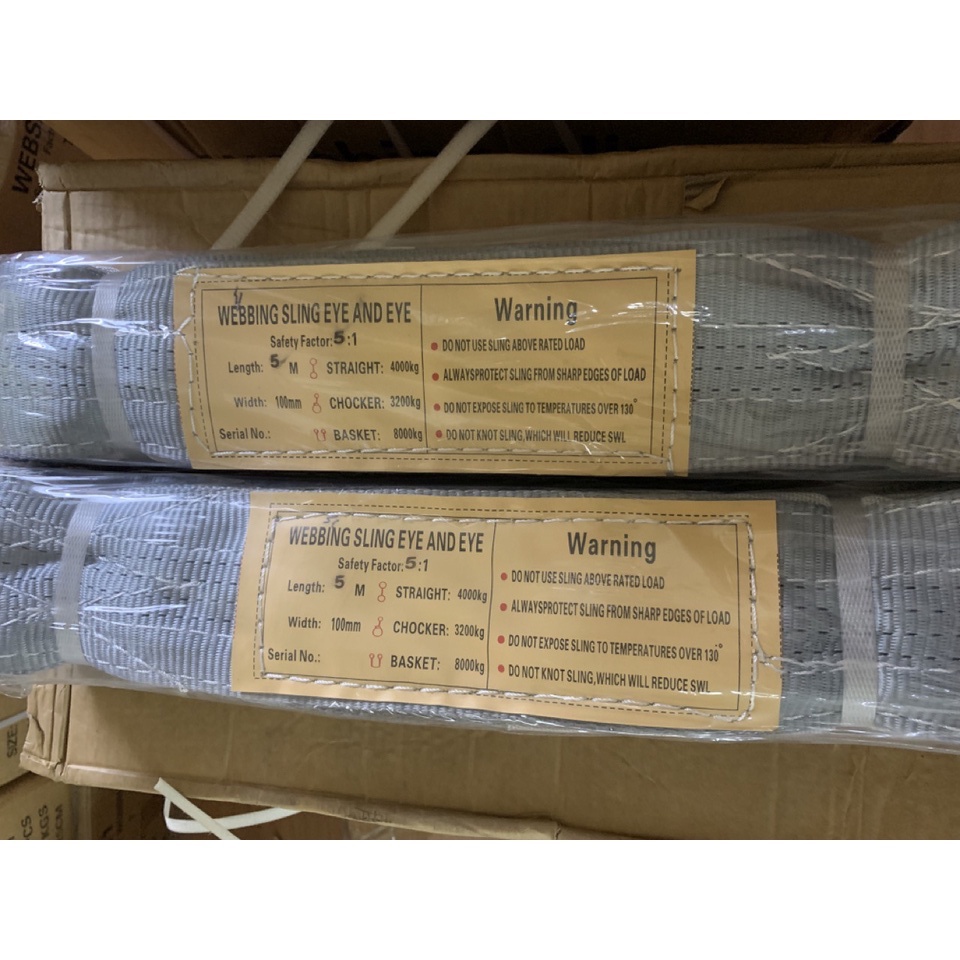 WEBS
WEBBING SLING EYE AND EYE
Safety Factor:5:1
Length: 5 M STRAIGHT: 4000kg
Width: 100mm CHOCKER: 3200kg
Serial No.: BASKET: 8000kg
Warning
• DO NOT USE SLING ABOVE RATED LOAD
• ALWAYSPROTECT SLING FROM SHARP EDGES OF LOAD
• DO NOT EXPOSE SLING TO TEMPERATURES OVER 130°
• DO NOT KNOT SLING,WHICH WILL REDUCE SWL
WEBBING SLING EYE AND EYE
Safety Factor:5:1
Length: 5 M STRAIGHT: 4000kg
Width: 100mm CHOCKER: 3200kg
Serial No.: BASKET: 8000kg
Warning
• DO NOT USE SLING ABOVE RATED LOAD
• ALWAYSPROTECT SLING FROM SHARP EDGES OF LOAD
• DO NOT EXPOSE SLING TO TEMPERATURES OVER 130°
• DO NOT KNOT SLING,WHICH WILL REDUCE SWL
SIZE
CS
KGS
CM